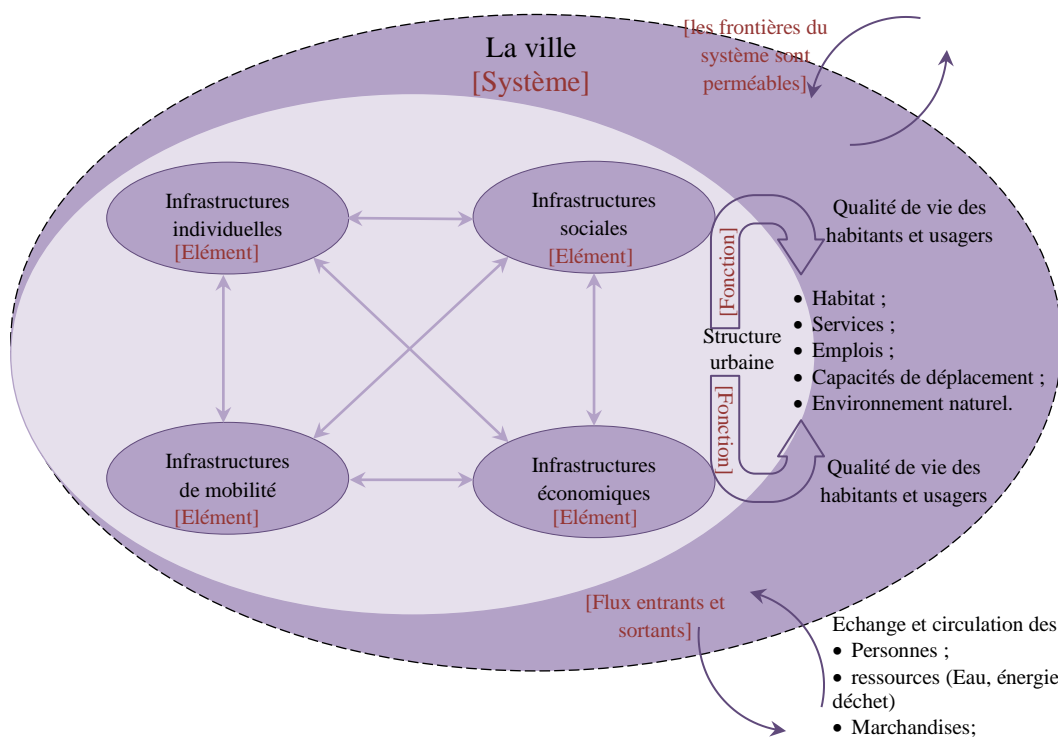 La ville
[Système]
[les frontières du
système sont
perméables]
Infrastructures
individuelles
[Elément]
Infrastructures
sociales
[Elément]
[Fonction]
Qualité de vie des
habitants et usagers
• Habitat ;
• Services ;
• Emplois ;
• Capacités de déplacement ;
• Environnement naturel.
Structure
urbaine
[Fonction]
Infrastructures
de mobilité
[Elément]
Infrastructures
économiques
[Elément]
Qualité de vie des
habitants et usagers
[Flux entrants et
sortants]
Echange et circulation des
• Personnes ;
• ressources (Eau, énergie
déchet)
• Marchandises;